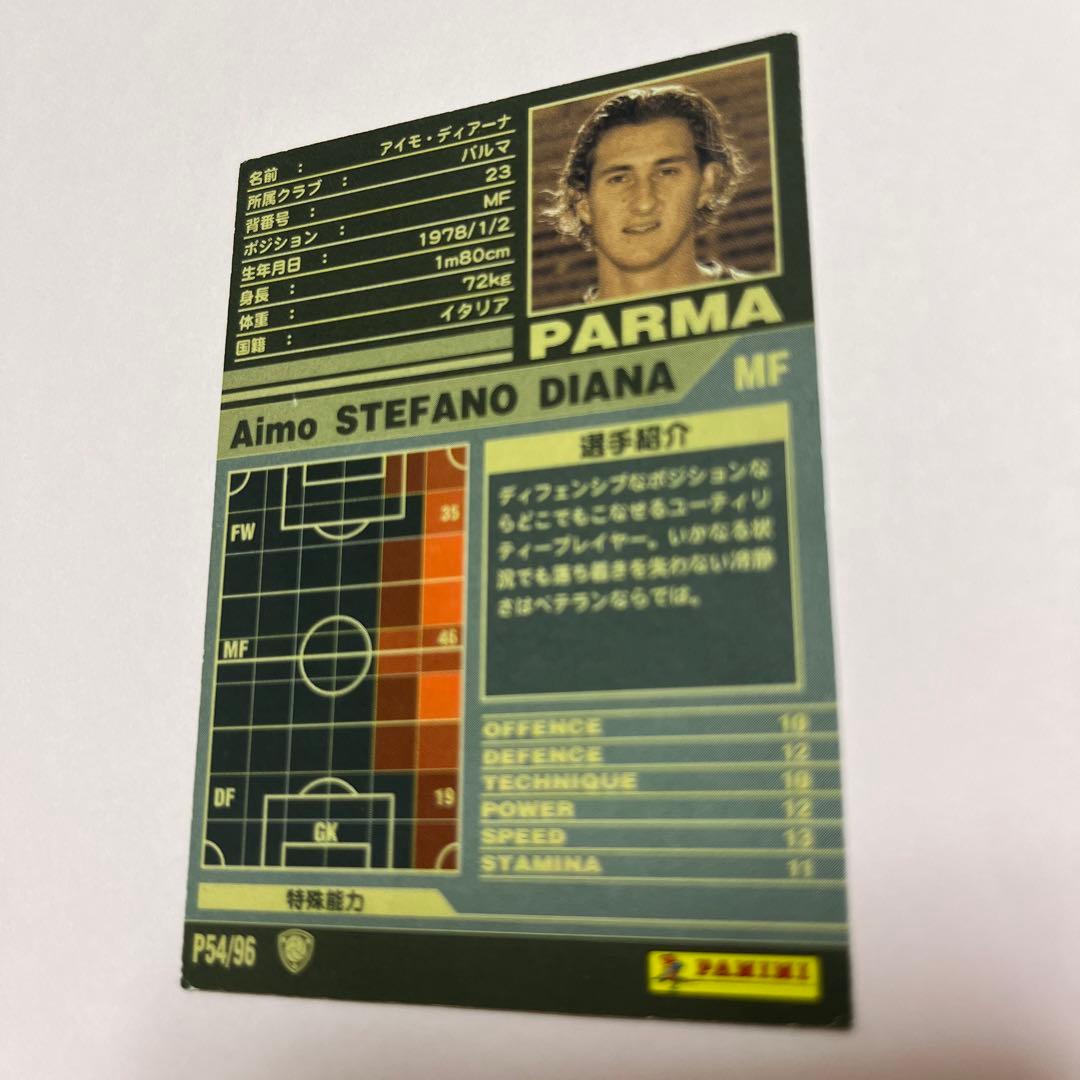 名前 : アイモ・ディアーナ
所属クラブ : パルマ
背番号 : 23
ポジション : MF
生年月日 : 1978/1/2
身長 : 1m80cm
体重 : 72kg
国籍 : イタリア
PARMA
Aimo STEFANO DIANA MF
選手紹介
ディフェンシブなポジションな
らどこでもこなせるユーティリ
ティープレイヤー。いかなる状
況でも落ち着きを失わない冷静
さはベテランならでは。
FW 35
MF 46
DF 19
GK
OFFENCE 10
DEFENCE 12
TECHNIQUE 10
POWER 12
SPEED 13
STAMINA 11
特殊能力
P54/96
PANINI